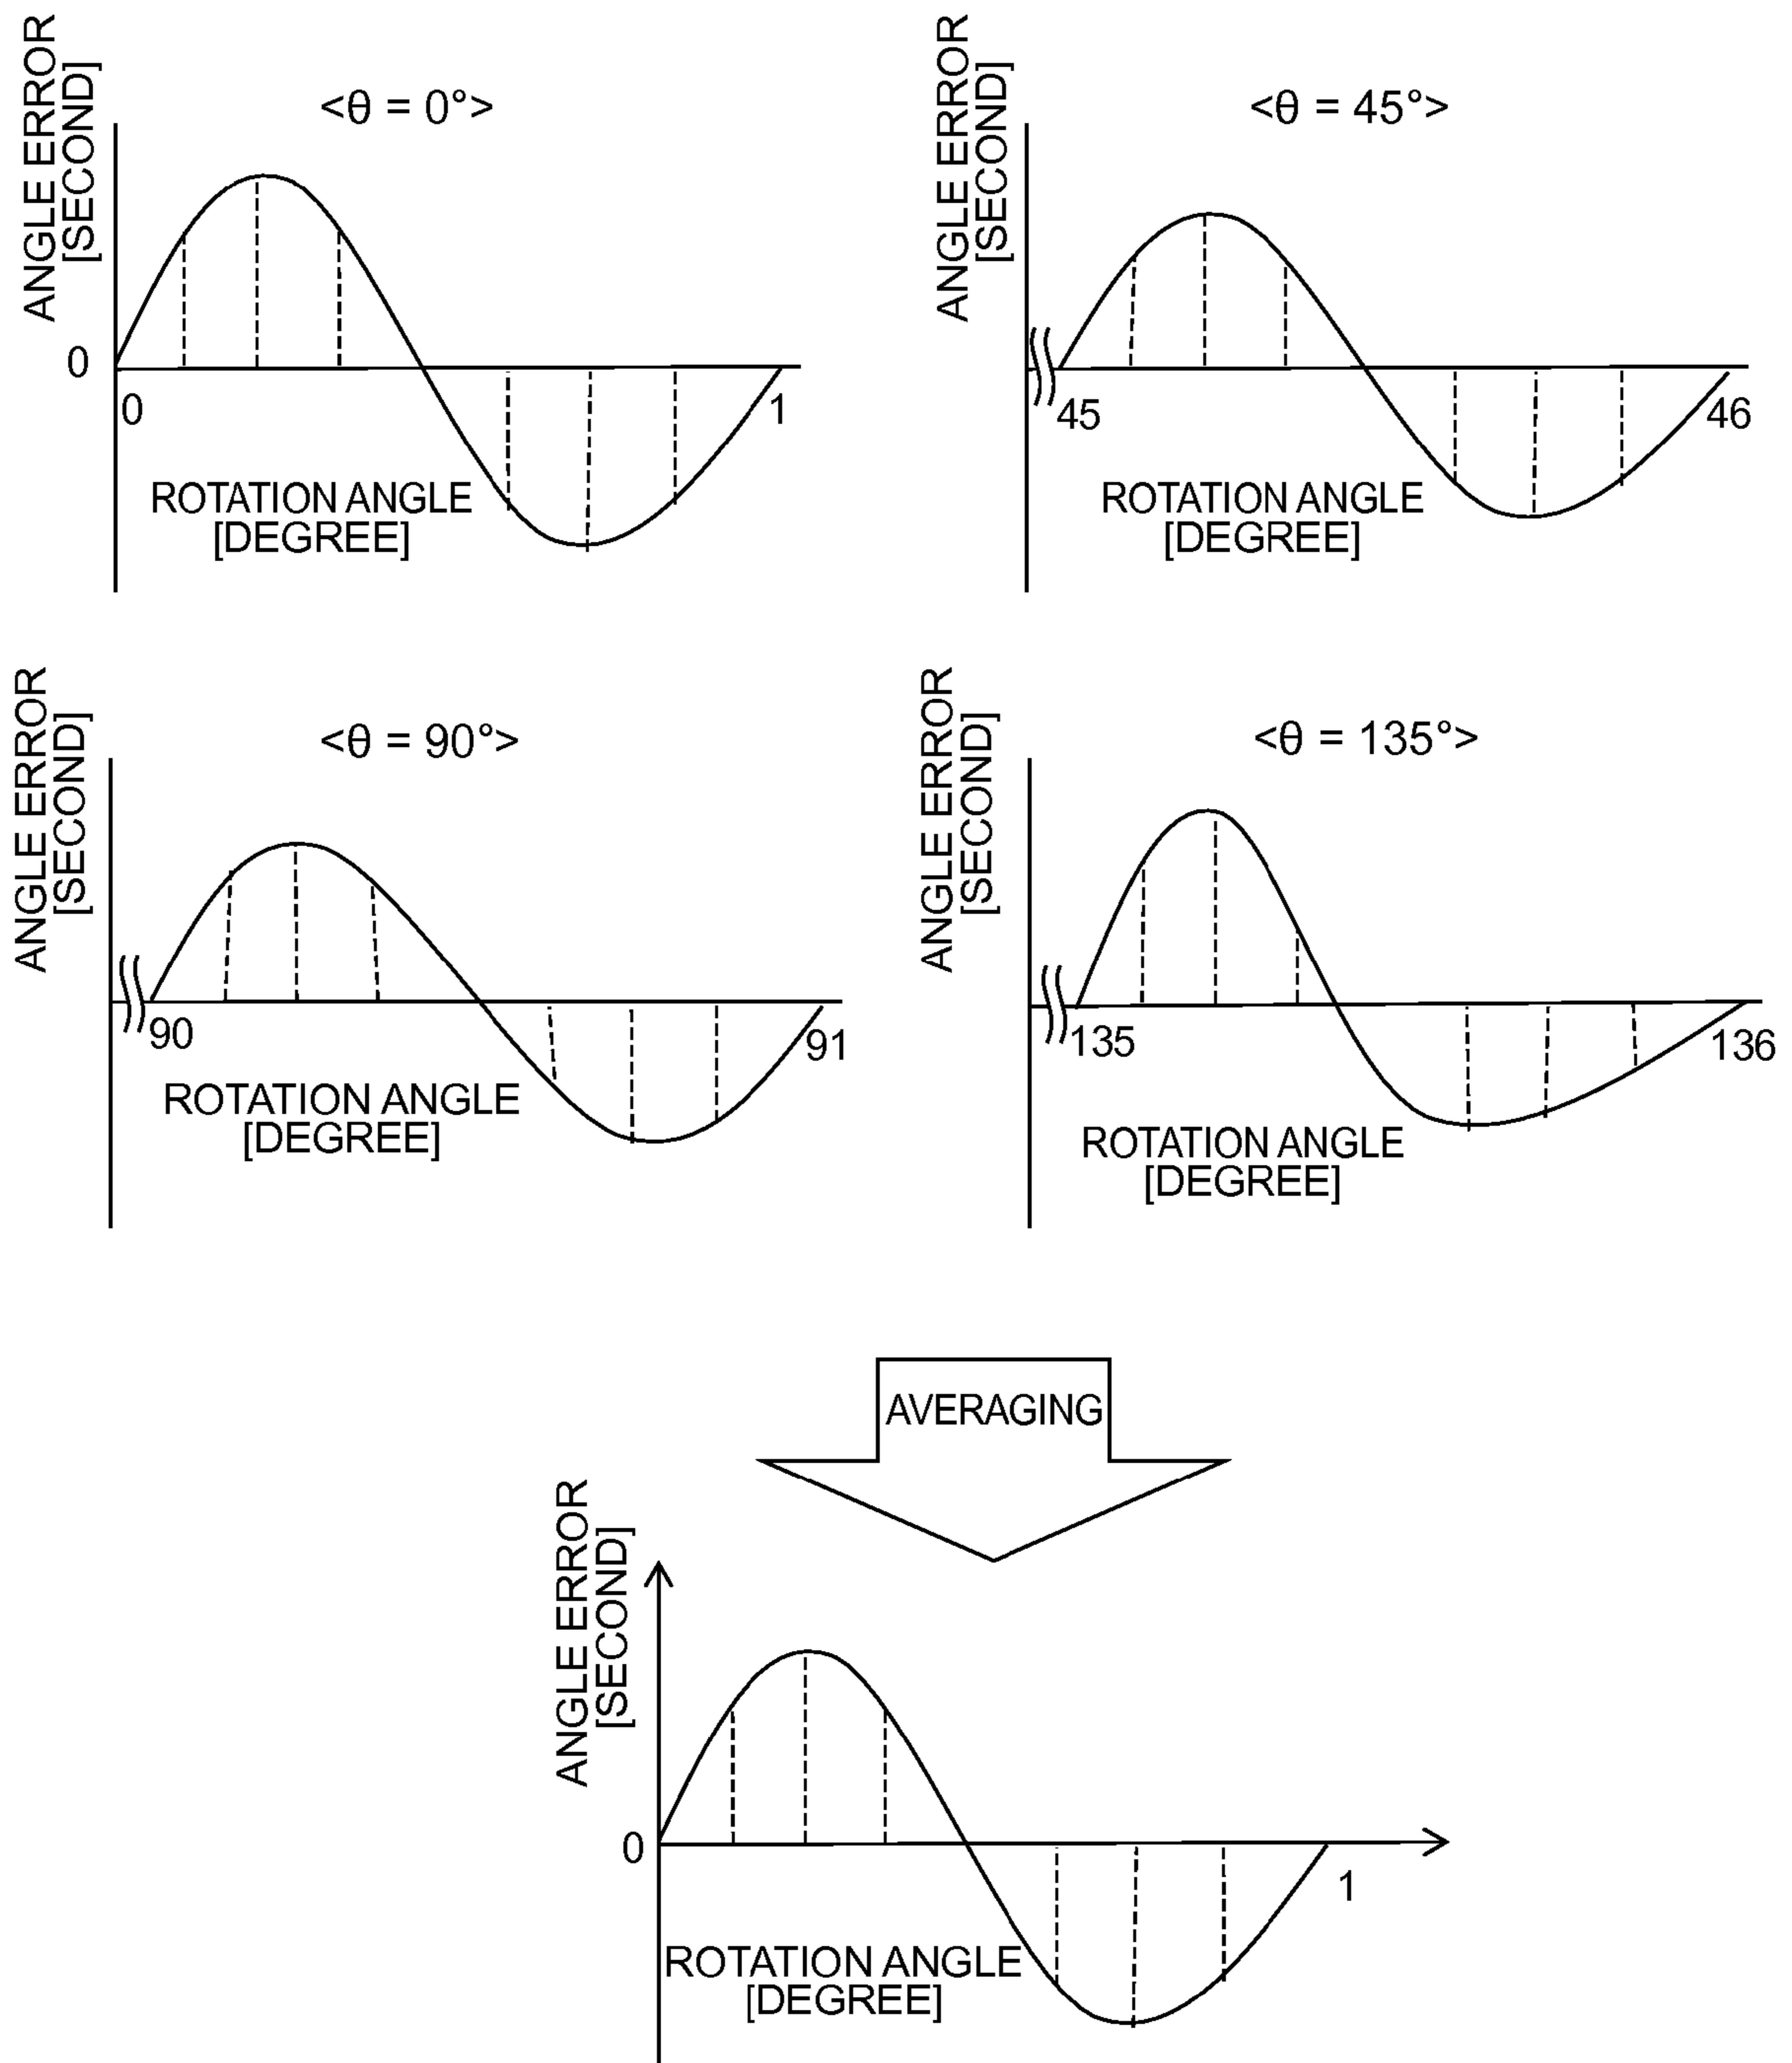 ANGLE ERROR
[SECOND]
<θ = 0°>
0
0
1
ROTATION ANGLE
[DEGREE]
ANGLE ERROR
[SECOND]
<θ = 45°>
45
46
ROTATION ANGLE
[DEGREE]
ANGLE ERROR
[SECOND]
<θ = 90°>
90
91
ROTATION ANGLE
[DEGREE]
ANGLE ERROR
[SECOND]
<θ = 135°>
135
136
ROTATION ANGLE
[DEGREE]
AVERAGING
ANGLE ERROR
[SECOND]
0
1
ROTATION ANGLE
[DEGREE]